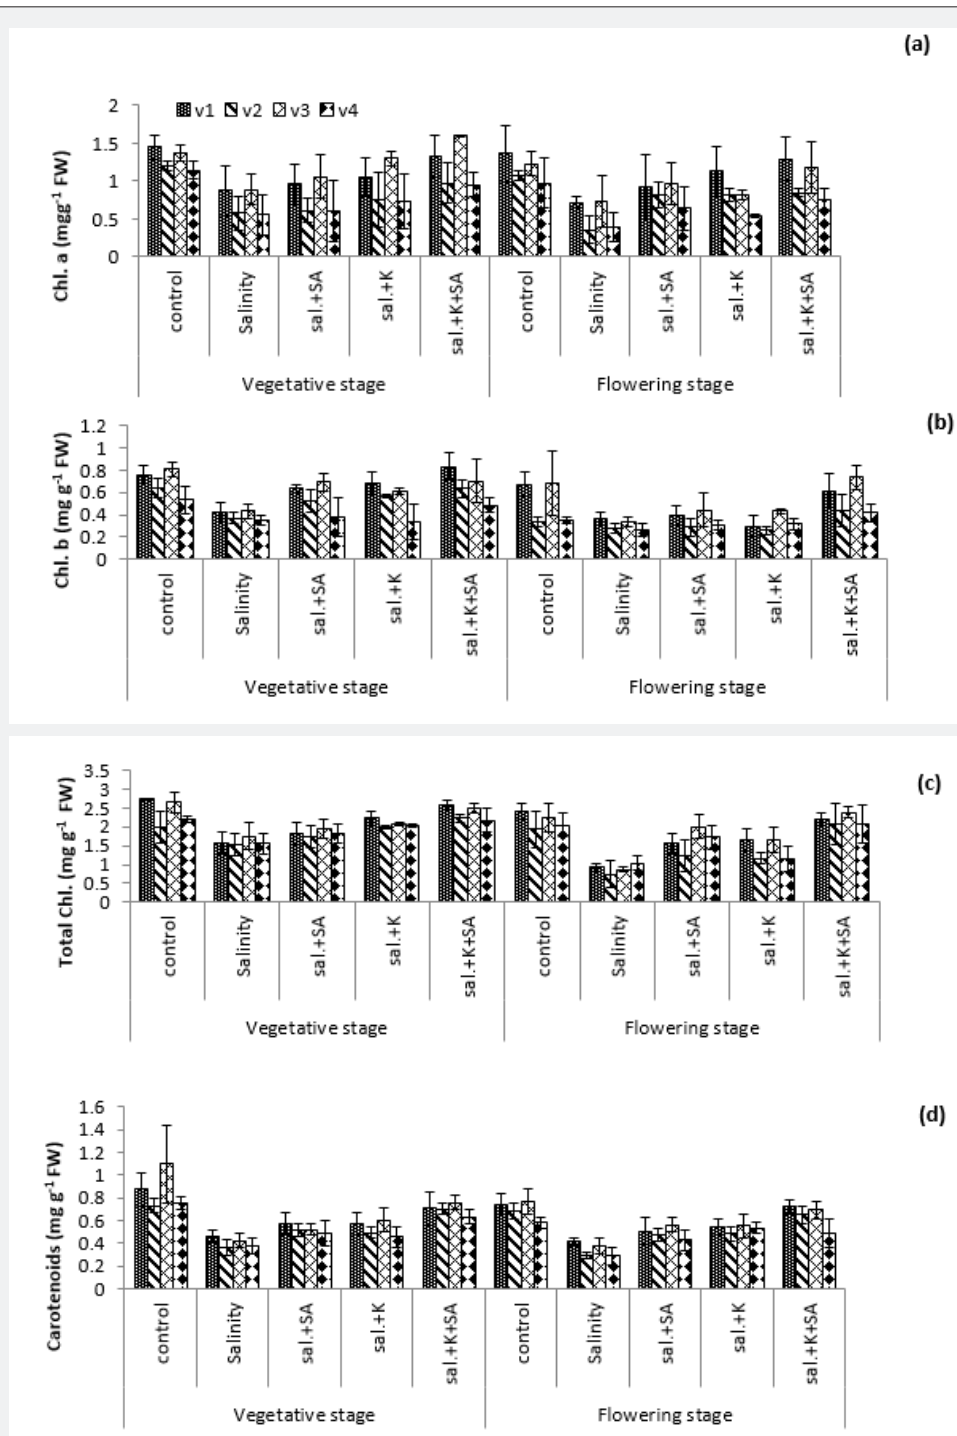 (a)
Chl. a (mgg-1 FW)
v1 v2 v3 v4
2
1.5
1
0.5
0
control Salinity sal.+SA sal.+K sal.+K+SA control Salinity sal.+SA sal.+K sal.+K+SA
Vegetative stage Flowering stage
(b)
Chl. b (mg g-1 FW)
1.2
1
0.8
0.6
0.4
0.2
0
control Salinity sal.+SA sal.+K sal.+K+SA control Salinity sal.+SA sal.+K sal.+K+SA
Vegetative stage Flowering stage
(c)
Total Chl. (mg g-1 FW)
3.5
3
2.5
2
1.5
1
0.5
0
control Salinity sal.+SA sal.+K sal.+K+SA control Salinity sal.+SA sal.+K sal.+K+SA
Vegetative stage Flowering stage
(d)
Carotenoids (mg g-1 FW)
1.6
1.4
1.2
1
0.8
0.6
0.4
0.2
0
control Salinity sal.+SA sal.+K sal.+K+SA control Salinity sal.+SA sal.+K sal.+K+SA
Vegetative stage Flowering stage